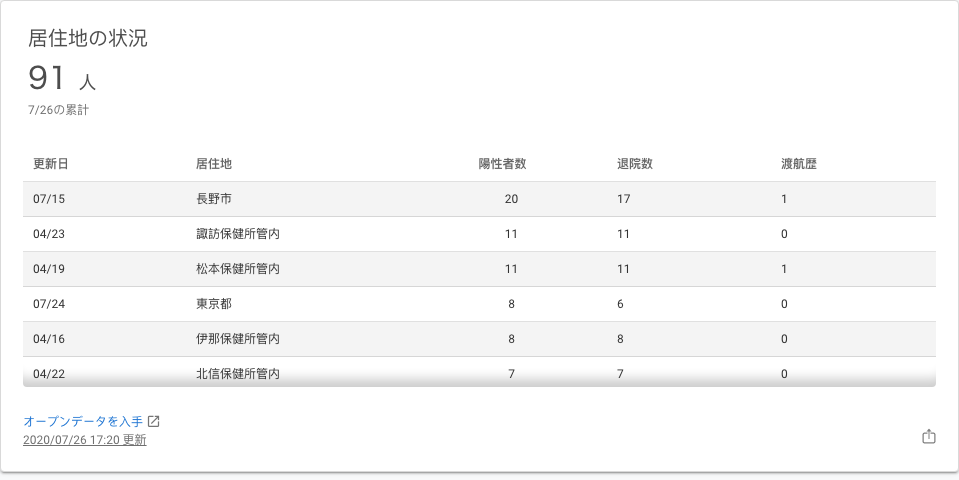 居住地の状況
91 人
7/26の累計
更新日 居住地 陽性者数 退院数 渡航歴
07/15 長野市 20 17 1
04/23 諏訪保健所管内 11 11 0
04/19 松本保健所管内 11 11 1
07/24 東京都 8 6 0
04/16 伊那保健所管内 8 8 0
04/22 北信保健所管内 7 7 0
オープンデータを入手
2020/07/26 17:20 更新